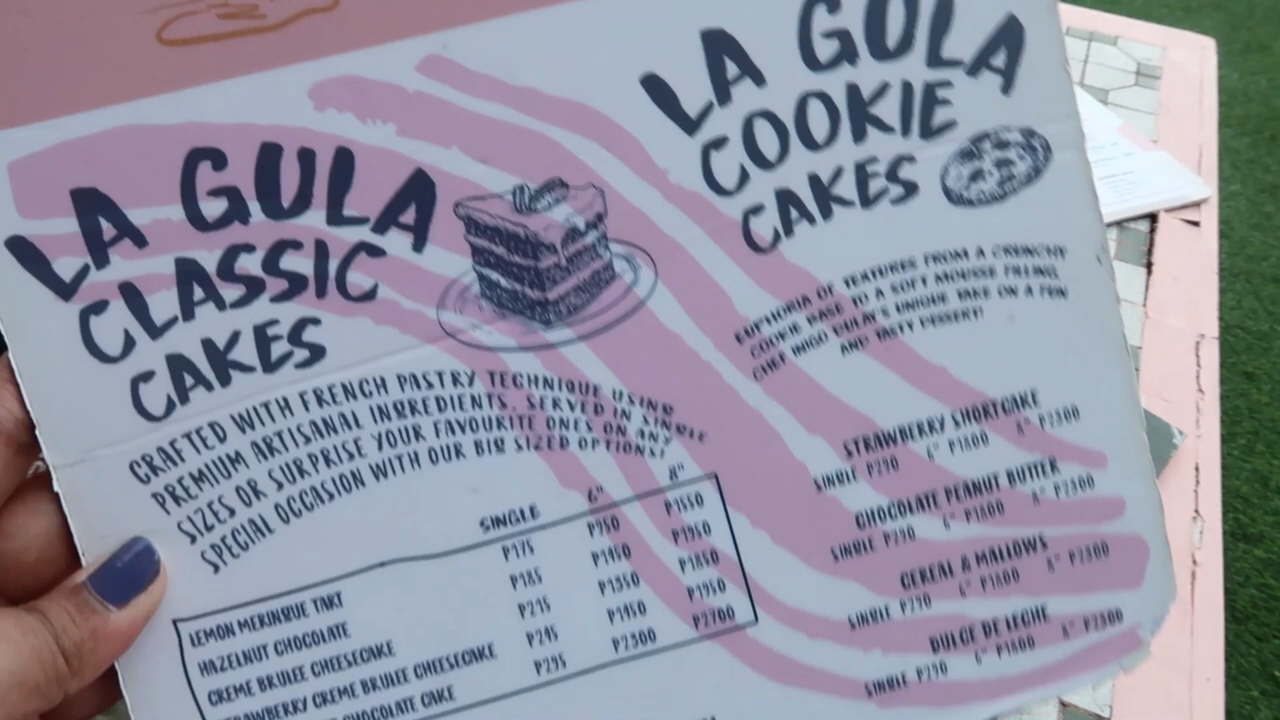 LA GULA
CLASSIC
CAKES
CRAFTED WITH FRENCH PASTRY TECHNIQUE USING
PREMIUM ARTISANAL INGREDIENTS. SERVED IN SINGLE
SIZES OR SURPRISE YOUR FAVOURITE ONES ON ANY
SPECIAL OCCASION WITH OUR BIG SIZED OPTIONS!
SINGLE 6" 8"
LEMON MERINGUE TART P175 P950 P1550
HAZELNUT CHOCOLATE P185 P1450 P1950
CREME BRULEE CHEESECAKE P215 P1350 P1850
STRAWBERRY CREME BRULEE CHEESECAKE P245 P1450 P1950
CHOCOLATE CAKE P295 P2300 P2700
LA GULA
COOKIE
CAKES
EUPHORIA OF TEXTURES FROM A CRUNCHY
COOKIE BASE TO A SOFT MOUSSE FILLING.
CHEF INIGO GULA'S UNIQUE TAKE ON A FUN
AND TASTY DESSERT!
STRAWBERRY SHORTCAKE
SINGLE P290 6" P1800 8" P2300
CHOCOLATE PEANUT BUTTER
SINGLE P290 6" P1800 8" P2300
CEREAL & MALLOWS
SINGLE P290 6" P1800 8" P2300
DULCE DE LECHE
SINGLE P290 6" P1800 8" P2300